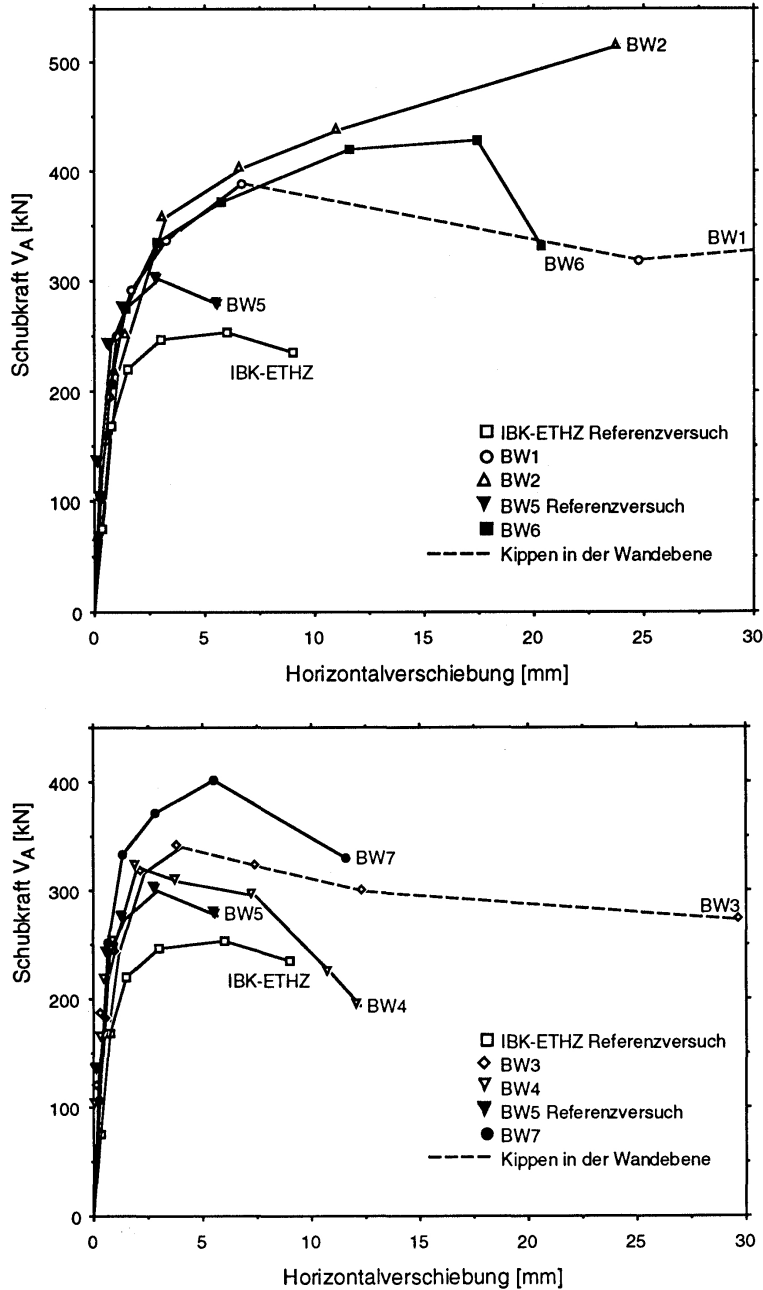 500
400
300
200
100
0
Schubkraft V_A [kN]
BW2
BW1
BW6
BW5
IBK-ETHZ
IBK-ETHZ Referenzversuch
BW1
BW2
BW5 Referenzversuch
BW6
Kippen in der Wandebene
0 5 10 15 20 25 30
Horizontalverschiebung [mm]
400
300
200
100
0
Schubkraft V_A [kN]
BW7
BW3
BW5
IBK-ETHZ
BW4
IBK-ETHZ Referenzversuch
BW3
BW4
BW5 Referenzversuch
BW7
Kippen in der Wandebene
0 5 10 15 20 25 30
Horizontalverschiebung [mm]